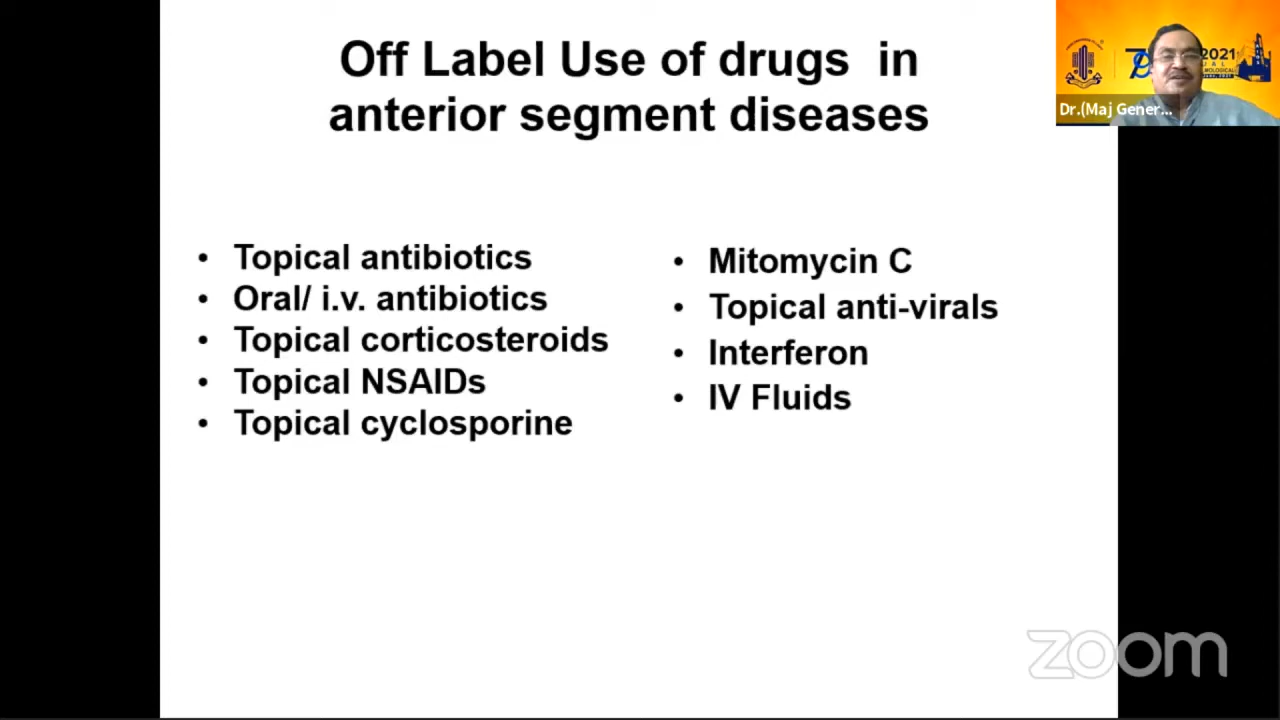 Off Label Use of drugs in
anterior segment diseases
• Topical antibiotics
• Oral/ i.v. antibiotics
• Topical corticosteroids
• Topical NSAIDs
• Topical cyclosporine
• Mitomycin C
• Topical anti-virals
• Interferon
• IV Fluids
2021
Dr.(Maj Gener...
zoom